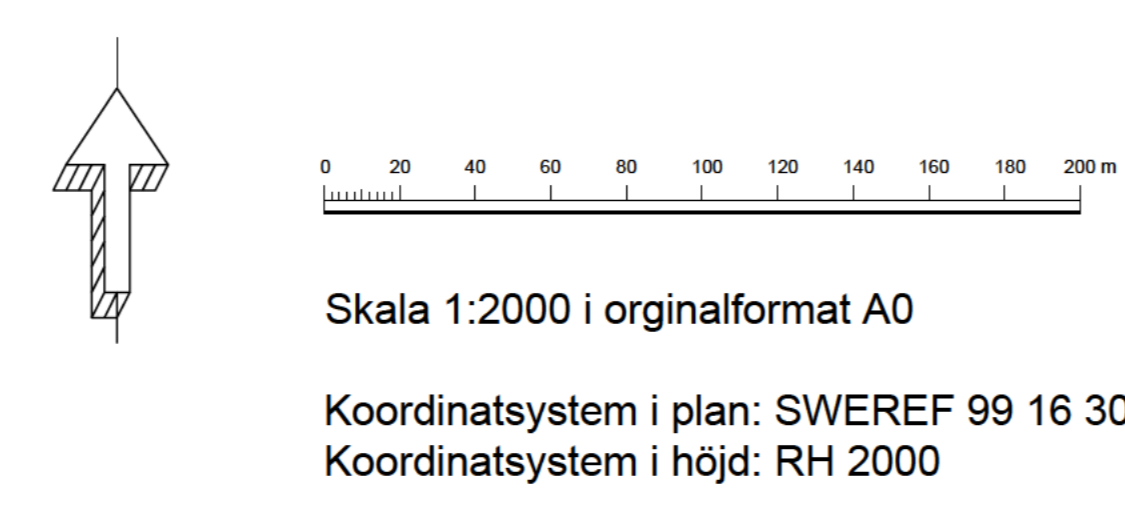 0 20 40 60 80 100 120 140 160 180 200 m
Skala 1:2000 i orginalformat A0
Koordinatsystem i plan: SWEREF 99 16 30
Koordinatsystem i höjd: RH 2000